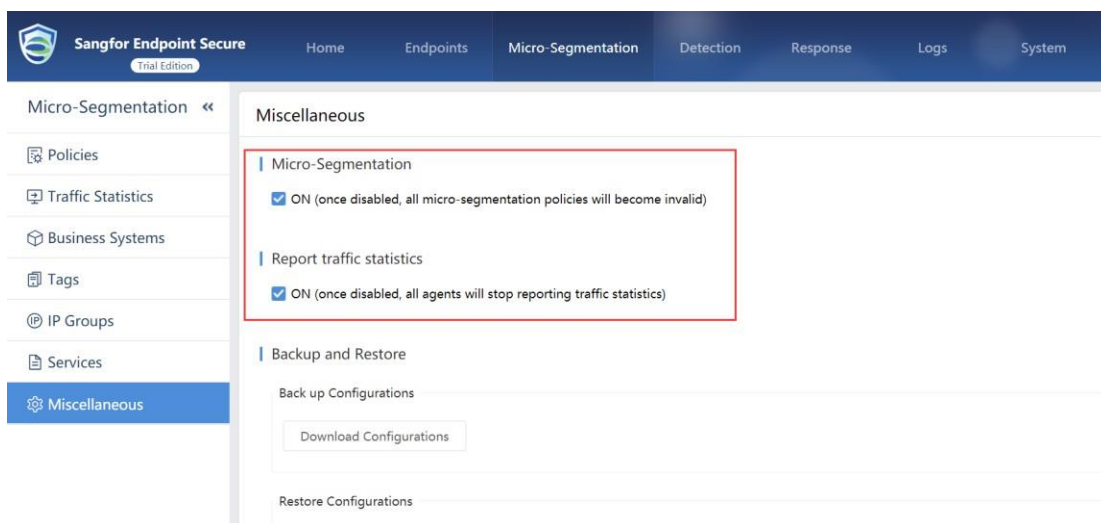 Sangfor Endpoint Secure
Trial Edition
Home Endpoints Micro-Segmentation Detection Response Logs System
Micro-Segmentation «
Policies
Traffic Statistics
Business Systems
Tags
IP Groups
Services
Miscellaneous
Miscellaneous
Micro-Segmentation
ON (once disabled, all micro-segmentation policies will become invalid)
Report traffic statistics
ON (once disabled, all agents will stop reporting traffic statistics)
Backup and Restore
Back up Configurations
Download Configurations
Restore Configurations